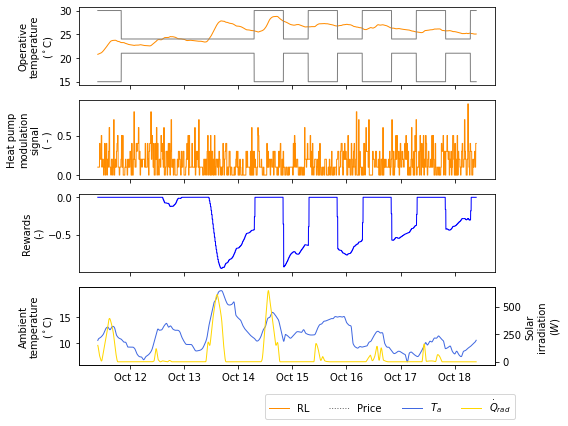 Operative
temperature
(°C)
30
25
20
15
Heat pump
modulation
signal
( - )
0.5
0.0
Rewards
(-)
0.0
−0.5
Ambient
temperature
(°C)
15
10
500
250
0
Solar
irradiation
(W)
Oct 12 Oct 13 Oct 14 Oct 15 Oct 16 Oct 17 Oct 18
RL Price Tₐ Q̇rad